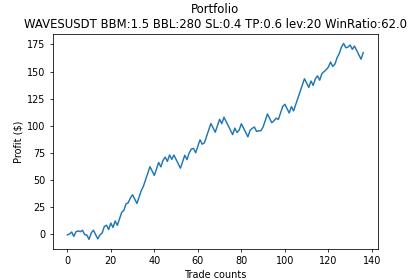 Portfolio
WAVESUSDT BBM:1.5 BBL:280 SL:0.4 TP:0.6 lev:20 WinRatio:62.0
175
150
125
100
75
50
25
0
Profit ($)
0 20 40 60 80 100 120 140
Trade counts